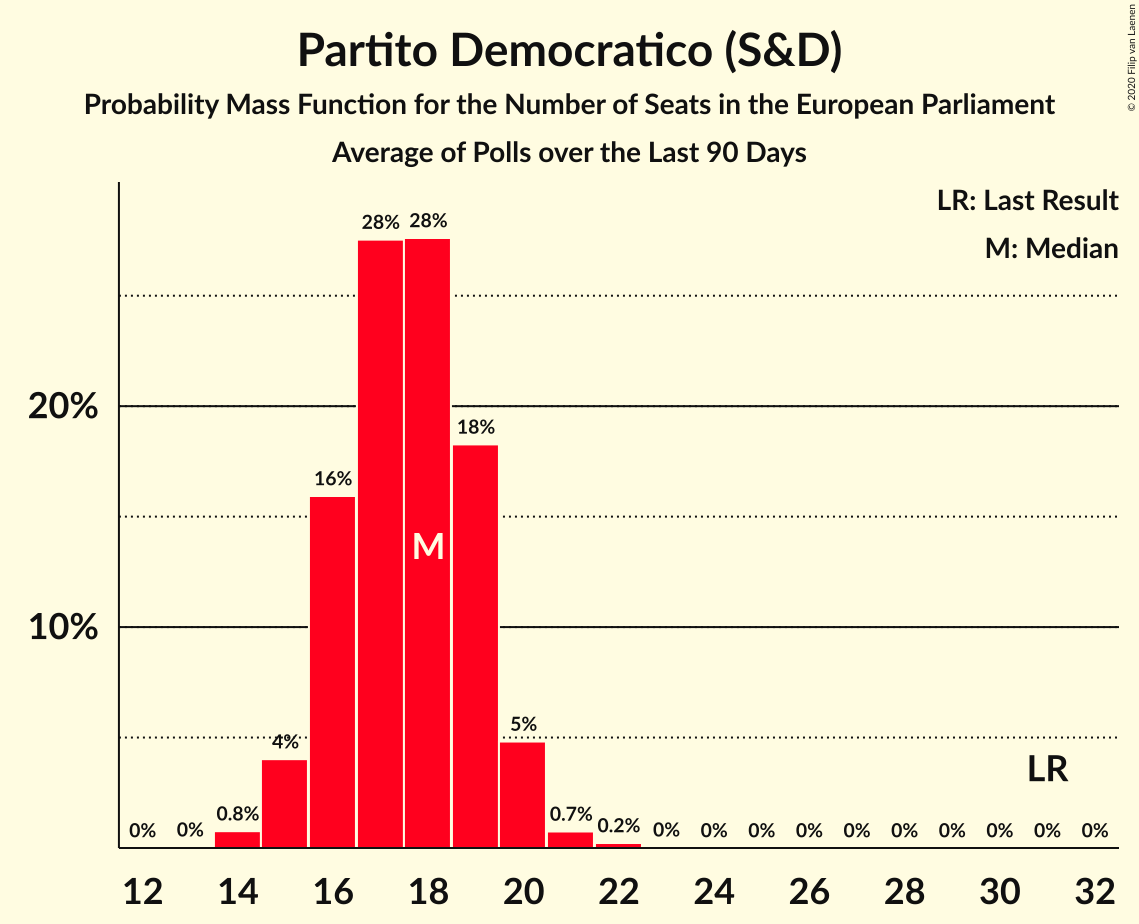 Partito Democratico (S&D)
Probability Mass Function for the Number of Seats in the European Parliament
Average of Polls over the Last 90 Days
© 2020 Filip van Laenen
LR: Last Result
M: Median
28% 28%
20%
18%
16%
M
10%
5%
4%
LR
0% 0% 0.8% 0.7% 0.2% 0% 0% 0% 0% 0% 0% 0% 0% 0% 0%
12 14 16 18 20 22 24 26 28 30 32